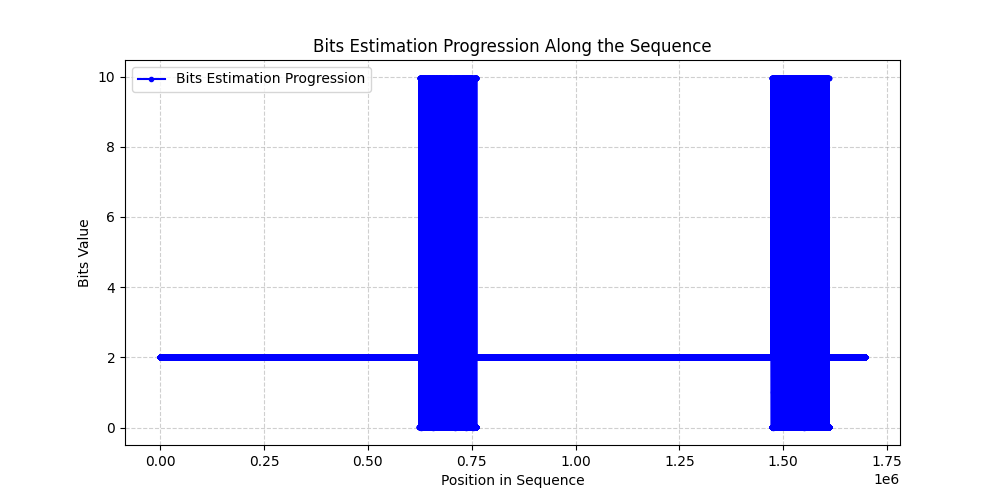 Bits Estimation Progression Along the Sequence
Bits Estimation Progression
10
8
6
4
2
0
Bits Value
0.00 0.25 0.50 0.75 1.00 1.25 1.50 1.75
1e6
Position in Sequence